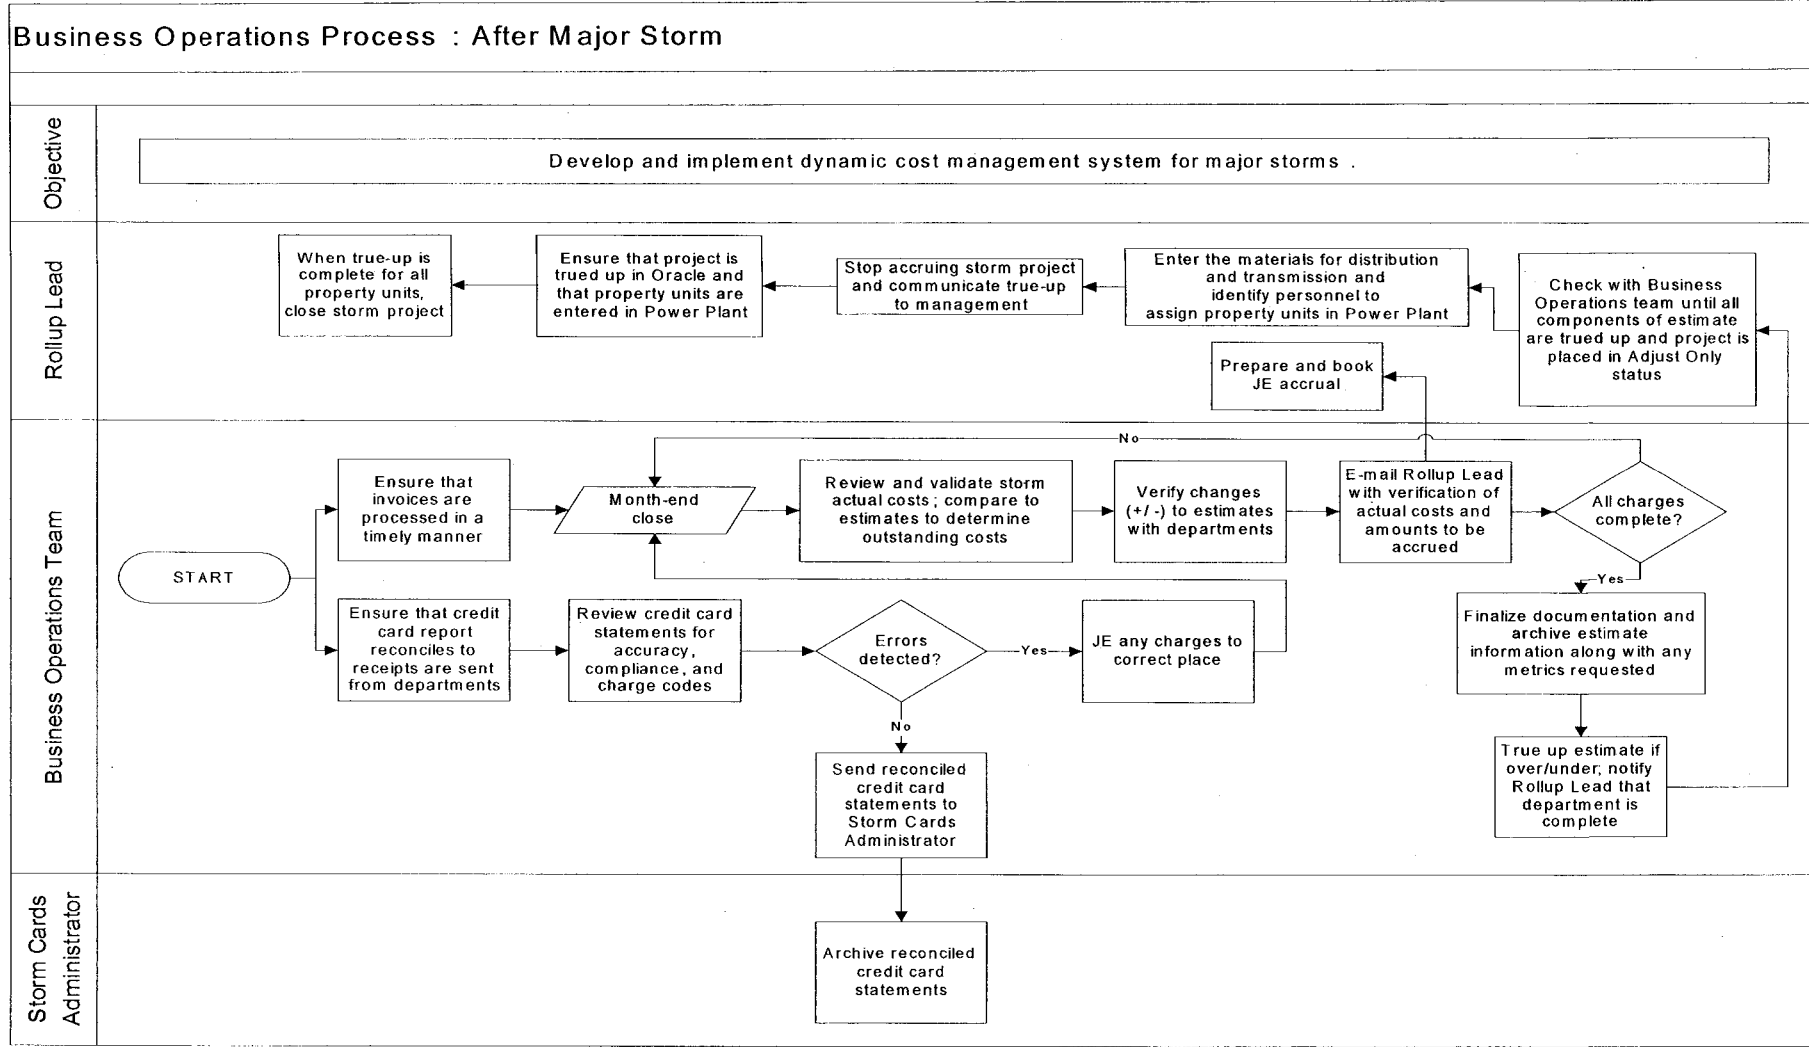 Business Operations Process : After Major Storm
Objective
Develop and implement dynamic cost management system for major storms .
Rollup Lead
When true-up is
complete for all
property units,
close storm project
Ensure that project is
trued up in Oracle and
that property units are
entered in Power Plant
Stop accruing storm project
and communicate true-up
to management
Enter the materials for distribution
and transmission and
identify personnel to
assign property units in Power Plant
Check with Business
Operations team until all
components of estimate
are trued up and project is
placed in Adjust Only
status
Prepare and book
JE accrual
Business Operations Team
START
Ensure that
invoices are
processed in a
timely manner
Month-end
close
Review and validate storm
actual costs ; compare to
estimates to determine
outstanding costs
Verify changes
(+/-) to estimates
with departments
E-mail Rollup Lead
with verification of
actual costs and
amounts to be
accrued
All charges
complete?
No
Yes
Ensure that credit
card report
reconciles to
receipts are sent
from departments
Review credit card
statements for
accuracy,
compliance, and
charge codes
Errors
detected?
Yes
JE any charges to
correct place
No
Finalize documentation and
archive estimate
information along with any
metrics requested
Send reconciled
credit card
statements to
Storm Cards
Administrator
True up estimate if
over/under; notify
Rollup Lead that
department is
complete
Storm Cards
Administrator
Archive reconciled
credit card
statements